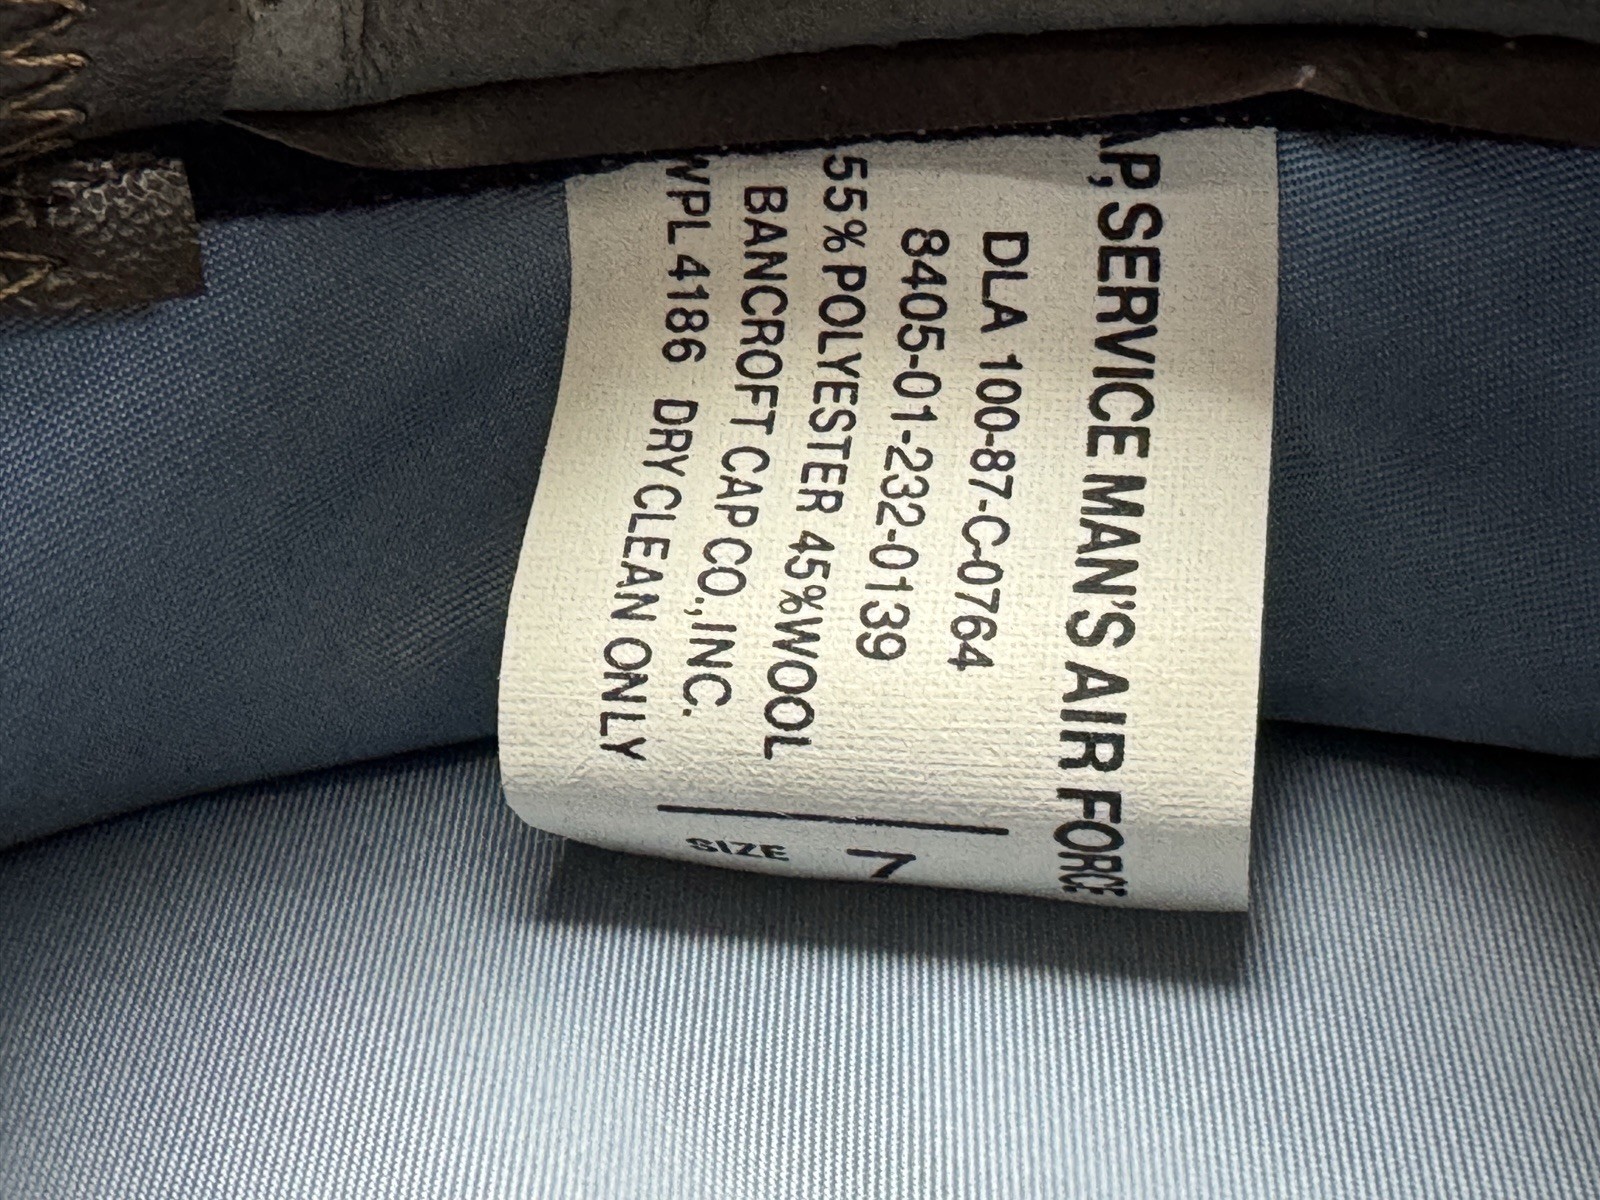 AP, SERVICE MAN'S AIR FORCE
DLA 100-87-C-0764
8405-01-232-0139
55% POLYESTER 45% WOOL
BANCROFT CAP CO., INC.
WPL 4186 DRY CLEAN ONLY
SIZE 7